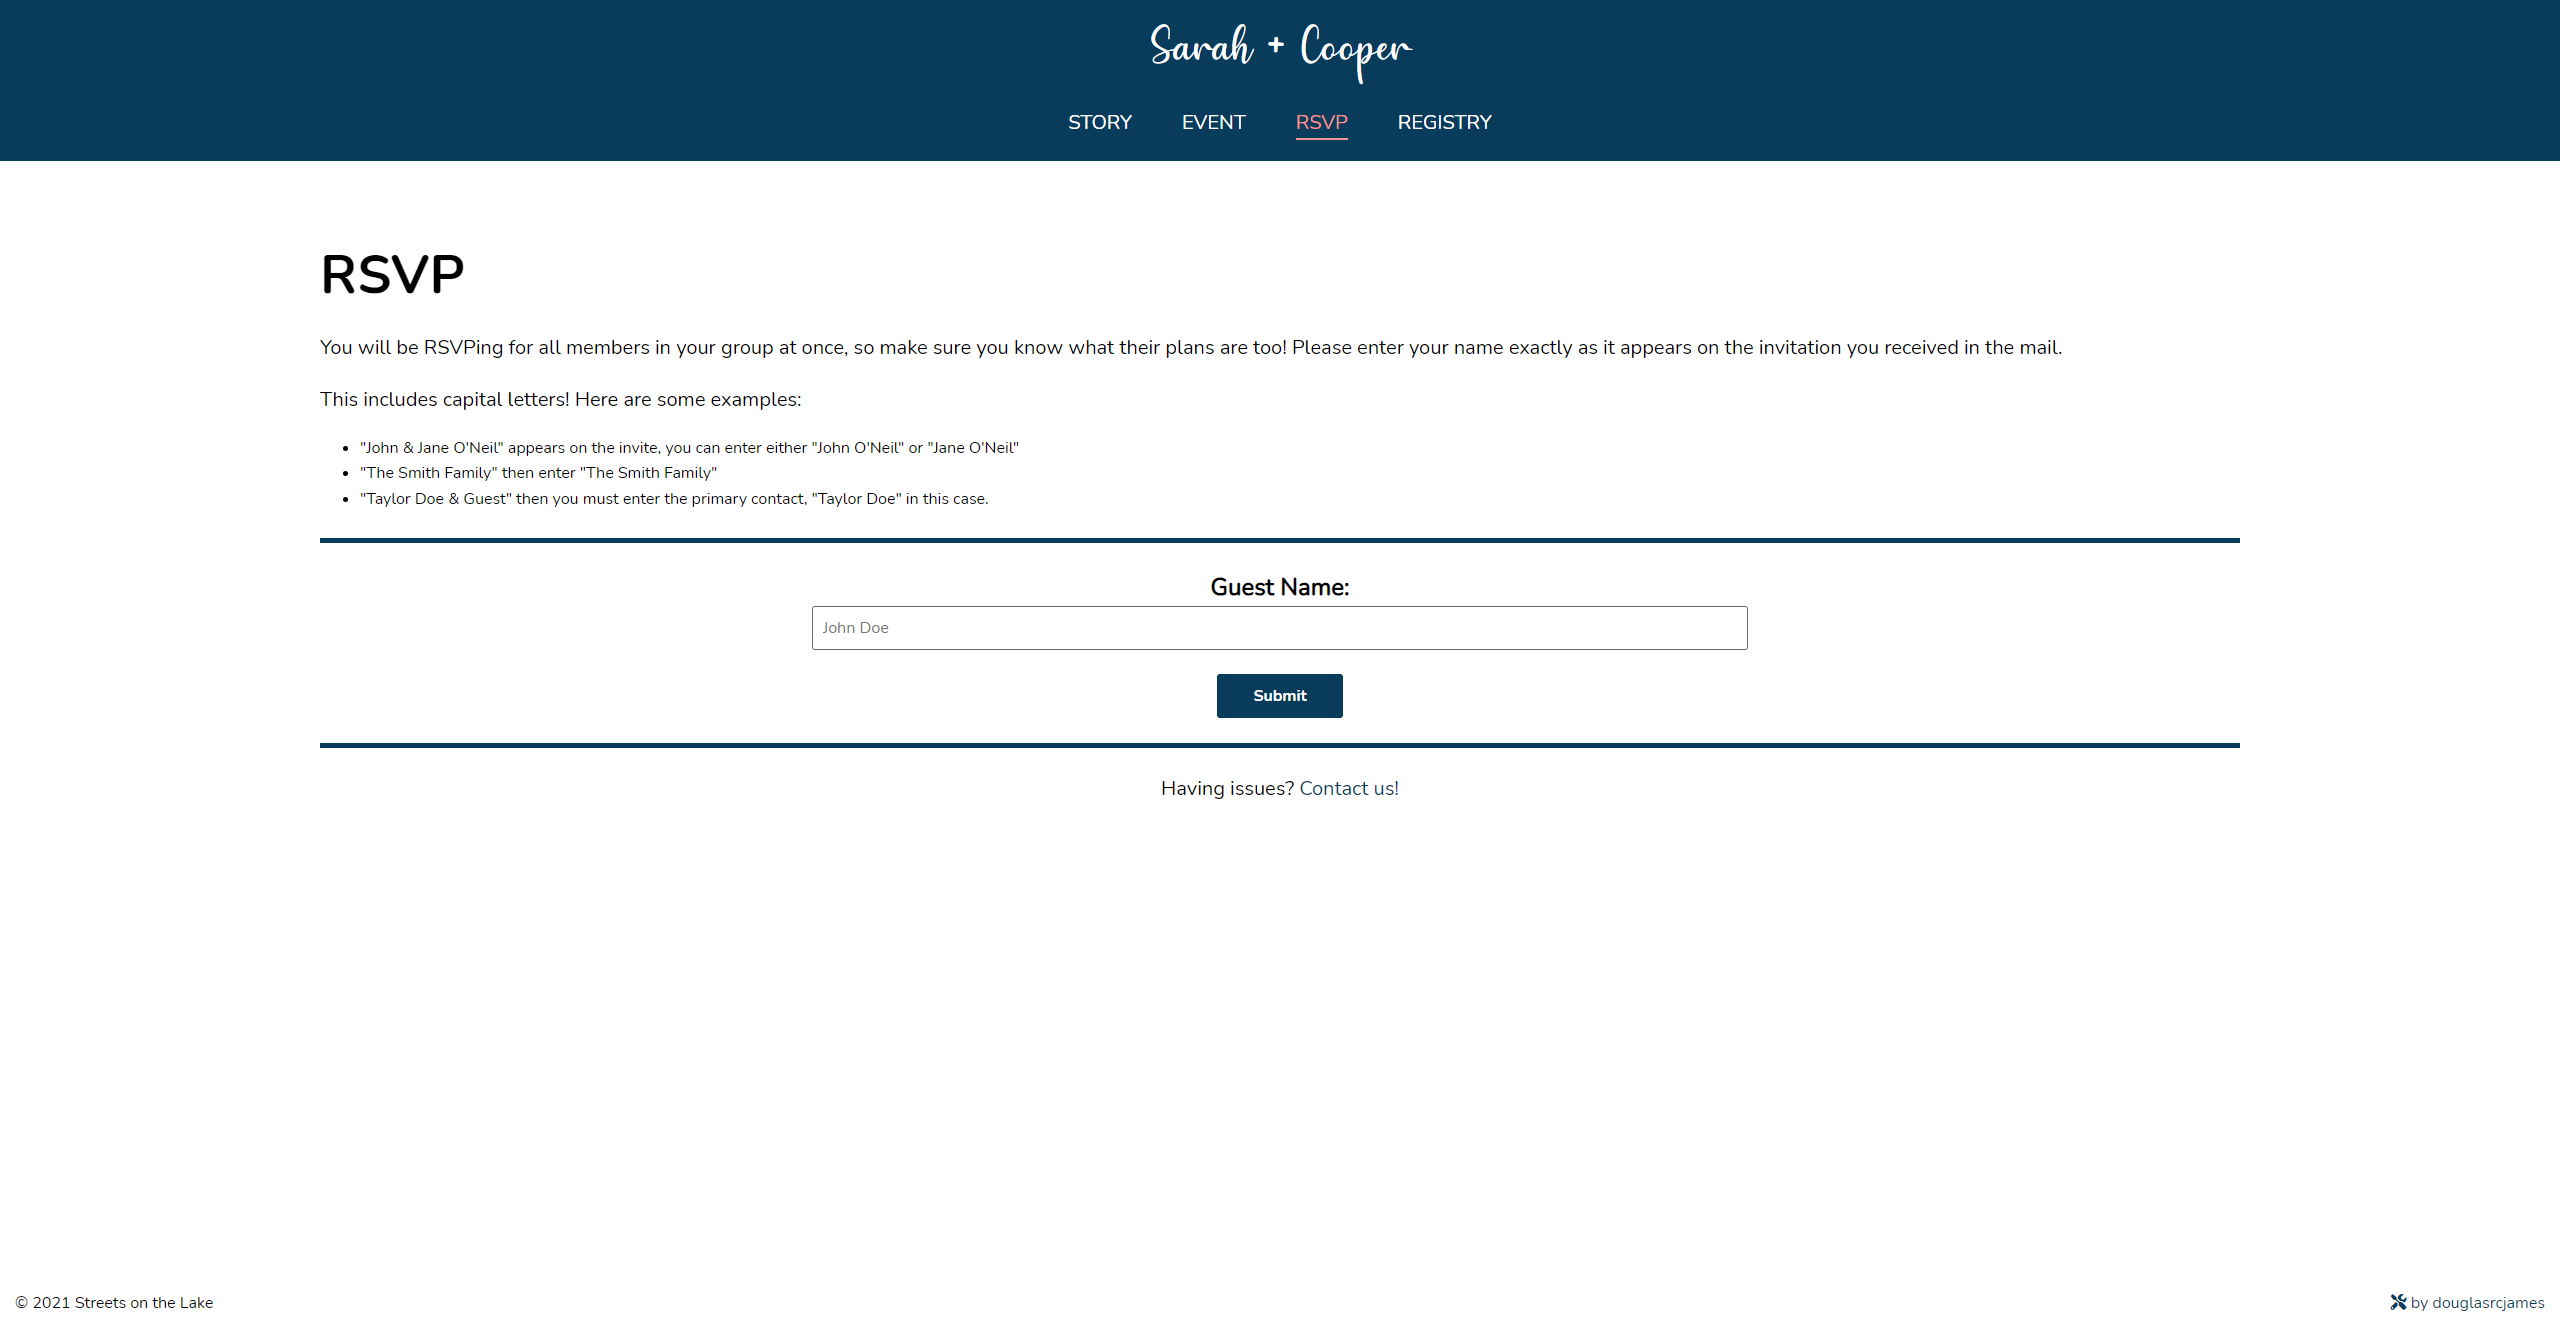 Sarah + Cooper
STORY EVENT RSVP REGISTRY
RSVP
You will be RSVPing for all members in your group at once, so make sure you know what their plans are too! Please enter your name exactly as it appears on the invitation you received in the mail.
This includes capital letters! Here are some examples:
"John & Jane O'Neil" appears on the invite, you can enter either "John O'Neil" or "Jane O'Neil"
"The Smith Family" then enter "The Smith Family"
"Taylor Doe & Guest" then you must enter the primary contact, "Taylor Doe" in this case.
Guest Name:
John Doe
Submit
Having issues? Contact us!
© 2021 Streets on the Lake
by douglasrcjames